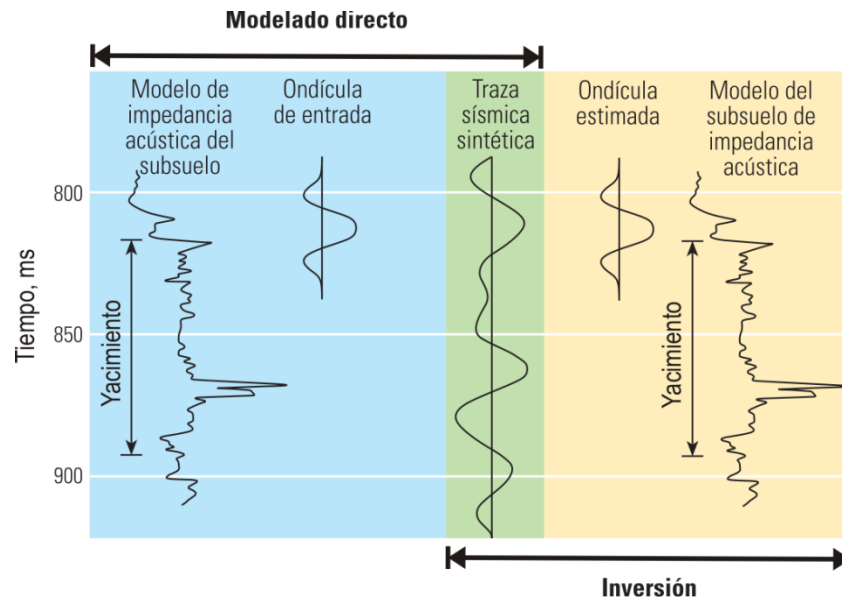 Modelado directo
Modelo de
impedancia
acústica del
subsuelo
Ondícula
de entrada
Traza
sísmica
sintética
Ondícula
estimada
Modelo del
subsuelo de
impedancia
acústica
Tiempo, ms
800
850
900
Yacimiento
Yacimiento
Inversión